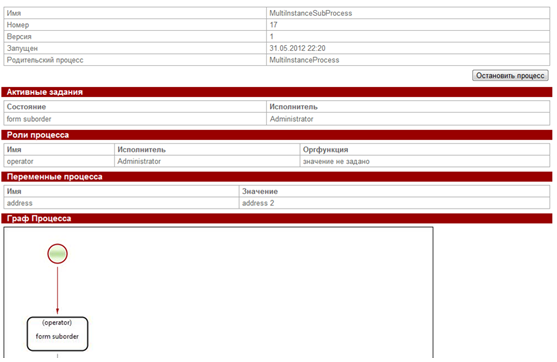 Имя MultiInstanceSubProcess
Номер 17
Версия 1
Запущен 31.05.2012 22:20
Родительский процесс MultiInstanceProcess
Остановить процесс
Активные задания
Состояние Исполнитель
form suborder Administrator
Роли процесса
Имя Исполнитель Оргфункция
operator Administrator значение не задано
Переменные процесса
Имя Значение
address address 2
Граф Процесса
(operator)
form suborder